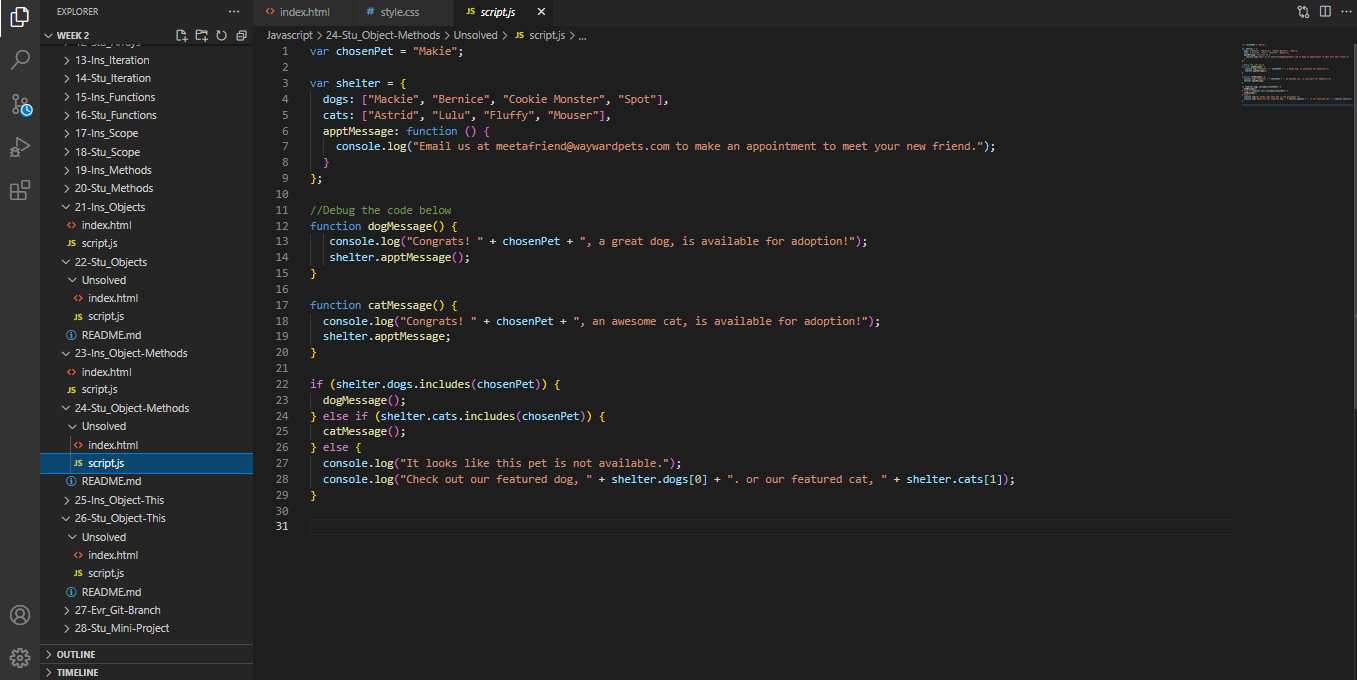 EXPLORER
index.html
style.css
script.js
WEEK 2
Javascript > 24-Stu_Object-Methods > Unsolved > JS script.js > ...
12-Stu_Arrays
13-Ins_Iteration
14-Stu_Iteration
15-Ins_Functions
16-Stu_Functions
17-Ins_Scope
18-Stu_Scope
19-Ins_Methods
20-Stu_Methods
21-Ins_Objects
index.html
JS script.js
22-Stu_Objects
Unsolved
index.html
JS script.js
README.md
23-Ins_Object-Methods
index.html
JS script.js
24-Stu_Object-Methods
Unsolved
index.html
JS script.js
README.md
25-Ins_Object-This
26-Stu_Object-This
Unsolved
index.html
JS script.js
README.md
27-Evr_Git-Branch
28-Stu_Mini-Project
OUTLINE
TIMELINE
1 var chosenPet = "Makie";
2
3 var shelter = {
4 dogs: ["Mackie", "Bernice", "Cookie Monster", "Spot"],
5 cats: ["Astrid", "Lulu", "Fluffy", "Mouser"],
6 apptMessage: function () {
7 console.log("Email us at meetafriend@waywardpets.com to make an appointment to meet your new friend.");
8 }
9 };
10
11 //Debug the code below
12 function dogMessage() {
13 console.log("Congrats! " + chosenPet + ", a great dog, is available for adoption!");
14 shelter.apptMessage();
15 }
16
17 function catMessage() {
18 console.log("Congrats! " + chosenPet + ", an awesome cat, is available for adoption!");
19 shelter.apptMessage;
20 }
21
22 if (shelter.dogs.includes(chosenPet)) {
23 dogMessage();
24 } else if (shelter.cats.includes(chosenPet)) {
25 catMessage();
26 } else {
27 console.log("It looks like this pet is not available.");
28 console.log("Check out our featured dog, " + shelter.dogs[0] + ". or our featured cat, " + shelter.cats[1]);
29 }
30
31